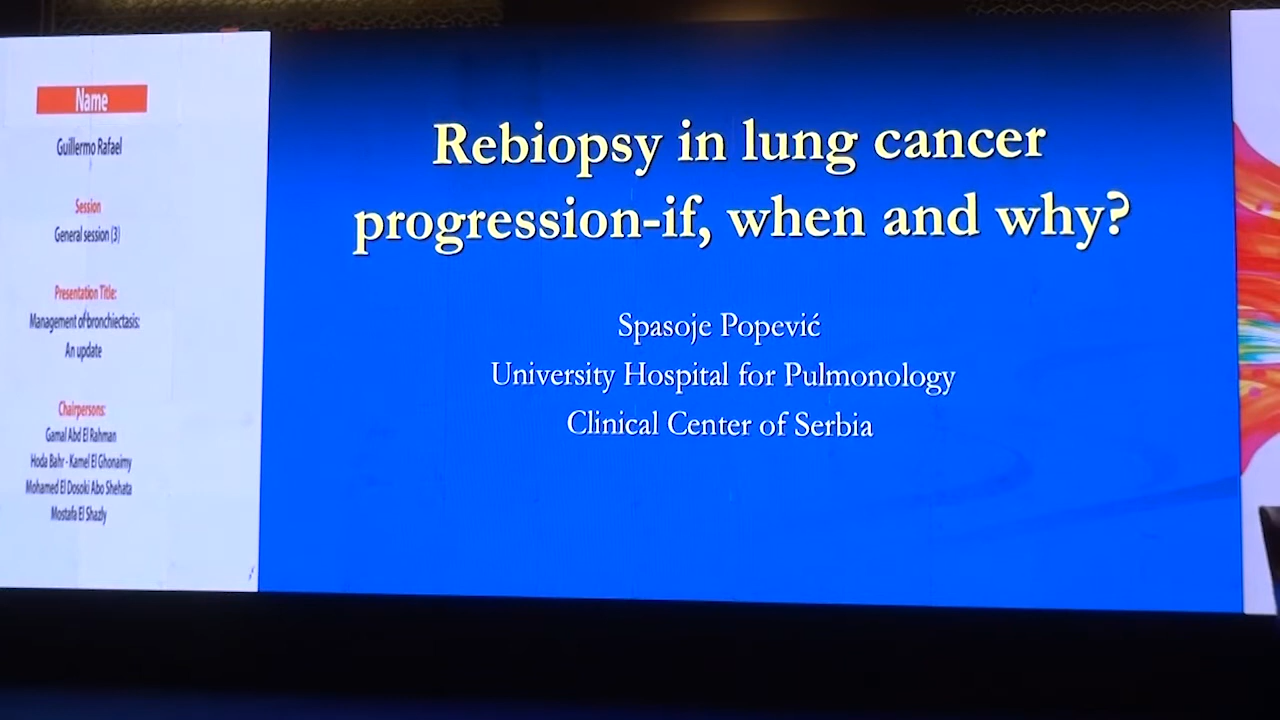 Name
Guillermo Rafael
Session
General session (3)
Presentation Title:
Management of bronchiectasis:
An update
Chairpersons:
Gamal Abd El Rahman
Hoda Bahr - Kamel El Ghonaimy
Mohamed El Dosoki Abo Shehata
Mostafa El Shazly
Rebiopsy in lung cancer
progression-if, when and why?
Spasoje Popević
University Hospital for Pulmonology
Clinical Center of Serbia